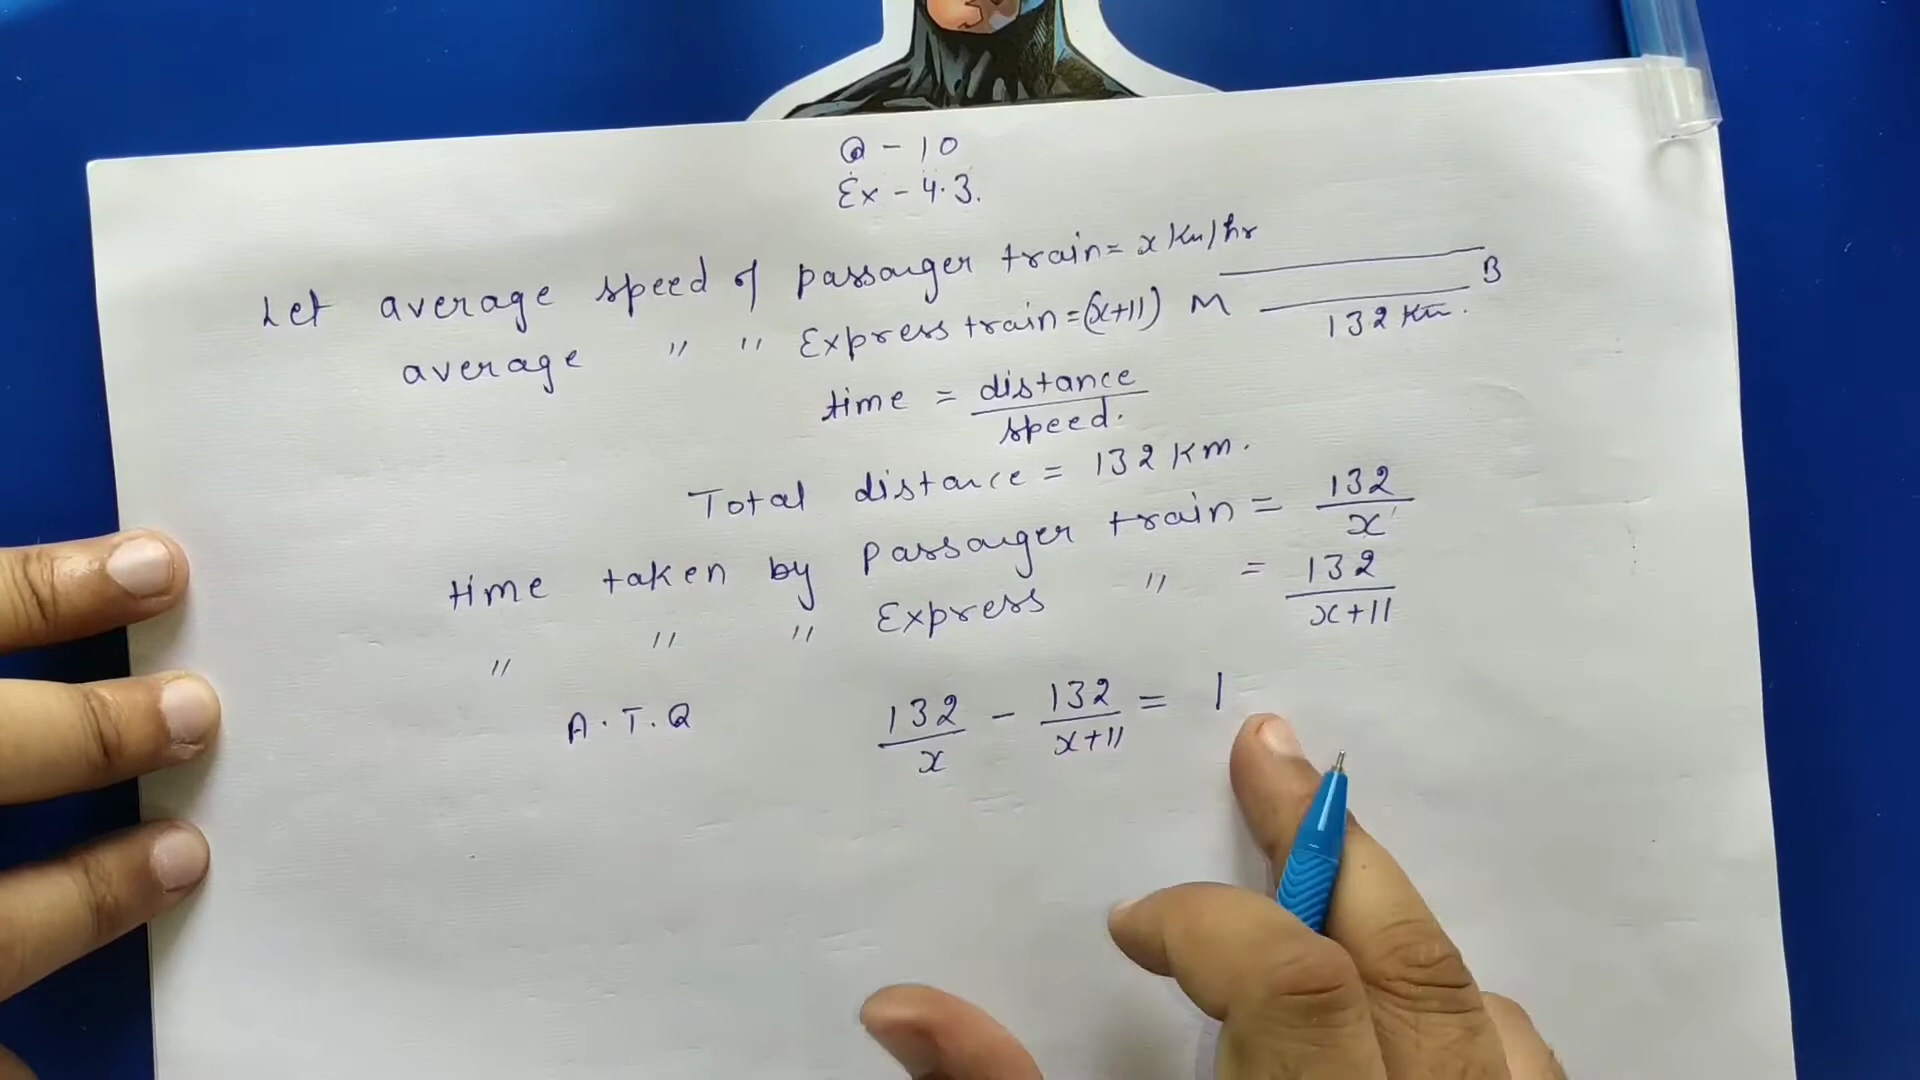 Q - 10
Ex - 4.3.
Let average speed of passanger train = x Km/hr
average " " Express train = (x+11) M B
132 Km.
time = distance / speed.
Total distance = 132 Km.
time taken by Passanger train = 132 / x
" " " Express " = 132 / x+11
A.T.Q 132 / x - 132 / x+11 = 1